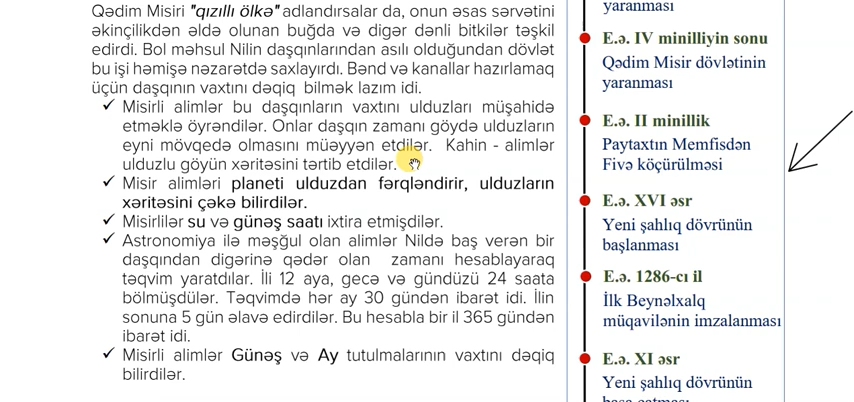 Qədim Misiri "qızıllı ölkə" adlandırsalar da, onun əsas sərvətini
əkinçilikdən əldə olunan buğda və digər dənli bitkilər təşkil
edirdi. Bol məhsul Nilin daşqınlarından asılı olduğundan dövlət
bu işi həmişə nəzarətdə saxlayırdı. Bənd və kanallar hazırlamaq
üçün daşqının vaxtını dəqiq bilmək lazım idi.
✓ Misirli alimlər bu daşqınların vaxtını ulduzları müşahidə
etməklə öyrəndilər. Onlar daşqın zamanı göydə ulduzların
eyni mövqedə olmasını müəyyən etdilər. Kahin - alimlər
ulduzlu göyün xəritəsini tərtib etdilər.
✓ Misir alimləri planeti ulduzdan fərqləndirir, ulduzların
xəritəsini çəkə bilirdilər.
✓ Misirlilər su və günəş saatı ixtira etmişdilər.
✓ Astronomiya ilə məşğul olan alimlər Nildə baş verən bir
daşqından digərinə qədər olan zamanı hesablayaraq
təqvim yaratdılar. İli 12 aya, gecə və gündüzü 24 saata
bölmüşdülər. Təqvimdə hər ay 30 gündən ibarət idi. İlin
sonuna 5 gün əlavə edirdilər. Bu hesabla bir il 365 gündən
ibarət idi.
✓ Misirli alimlər Günəş və Ay tutulmalarının vaxtını dəqiq
bilirdilər.
yaranması
E.ə. IV minilliyin sonu
Qədim Misir dövlətinin
yaranması
E.ə. II minillik
Paytaxtın Memfisdən
Fivə köçürülməsi
E.ə. XVI əsr
Yeni şahlıq dövrünün
başlanması
E.ə. 1286-cı il
İlk Beynəlxalq
müqavilənin imzalanması
E.ə. XI əsr
Yeni şahlıq dövrünün